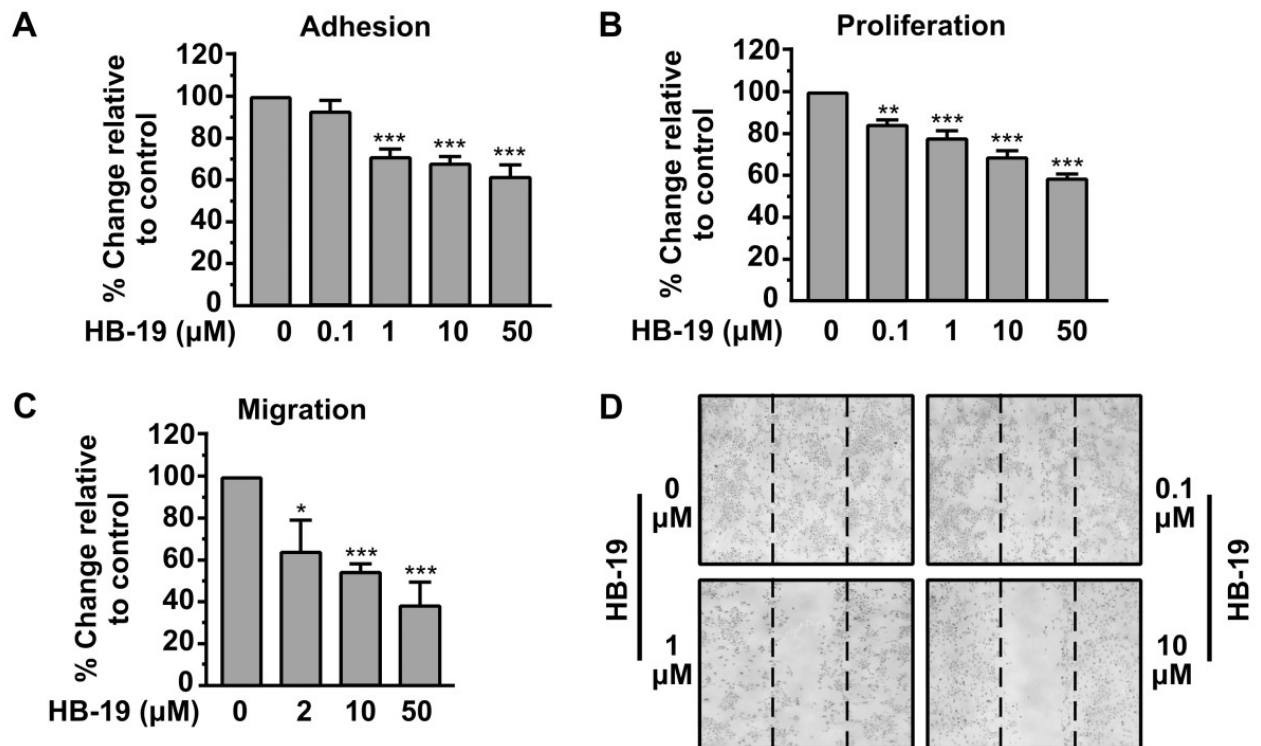 A
Adhesion
% Change relative
to control
120
100
80
60
40
20
0
***
***
***
HB-19 (µM) 0 0.1 1 10 50
B
Proliferation
% Change relative
to control
120
100
80
60
40
20
0
**
***
***
***
HB-19 (µM) 0 0.1 1 10 50
C
Migration
% Change relative
to control
120
100
80
60
40
20
0
*
***
***
HB-19 (µM) 0 2 10 50
D
HB-19
0
µM
1
µM
0.1
µM
10
µM
HB-19